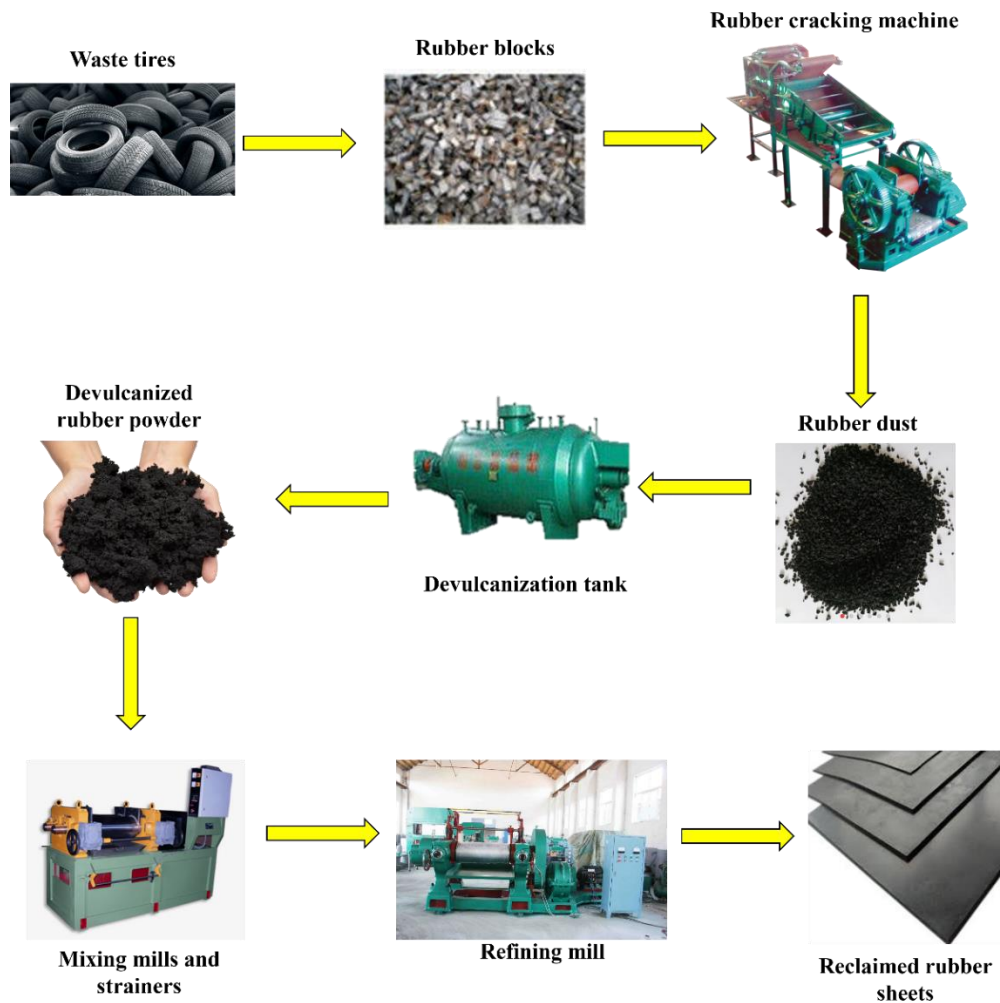 Waste tires
Rubber blocks
Rubber cracking machine
Rubber dust
Devulcanization tank
Devulcanized
rubber powder
Mixing mills and
strainers
Refining mill
Reclaimed rubber
sheets